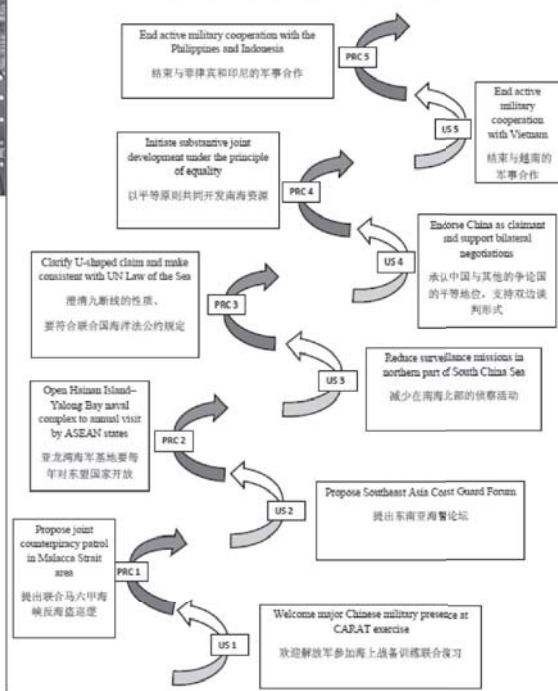 End active military cooperation with the
Philippines and Indonesia
结束与菲律宾和印尼的军事合作
PRC 5
End active
military
cooperation
with Vietnam
结束与越南的
军事合作
US 5
Initiate substantive joint
development under the principle
of equality
以平等原则共同开发南海资源
PRC 4
Endorse China as claimant
and support bilateral
negotiations
承认中国与其他的争论国
的平等地位，支持双边谈
判形式
US 4
Clarify U-shaped claim and make
consistent with UN Law of the Sea
澄清九断线的性质、
要符合联合国海洋法公约规定
PRC 3
Reduce surveillance missions in
northern part of South China Sea
减少在南海北部的侦察活动
US 3
Open Hainan Island–
Yalong Bay naval
complex to annual visit
by ASEAN states
亚龙湾海军基地要每
年对东盟国家开放
PRC 2
Propose Southeast Asia Coast Guard Forum
提出东南亚海警论坛
US 2
Propose joint
counterpiracy patrol
in Malacca Strait
area
提出联合马六甲海
峡反海盗巡逻
PRC 1
Welcome major Chinese military presence at
CARAT exercise
欢迎解放军参加海上战备训练联合演习
US 1